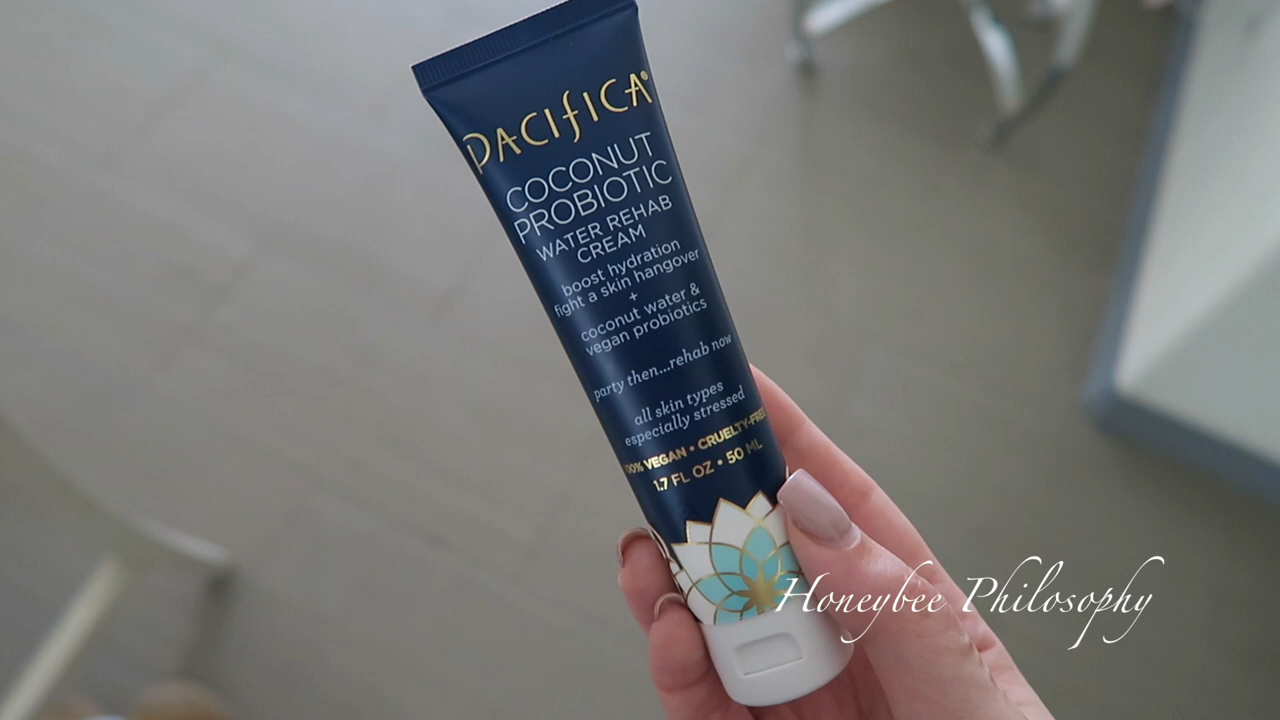 PACIFICA®
COCONUT
PROBIOTIC
WATER REHAB
CREAM
boost hydration
fight a skin hangover
+
coconut water &
vegan probiotics
party then...rehab now
all skin types
especially stressed
00% VEGAN • CRUELTY-FREE
1.7 FL OZ • 50 ML
Honeybee Philosophy